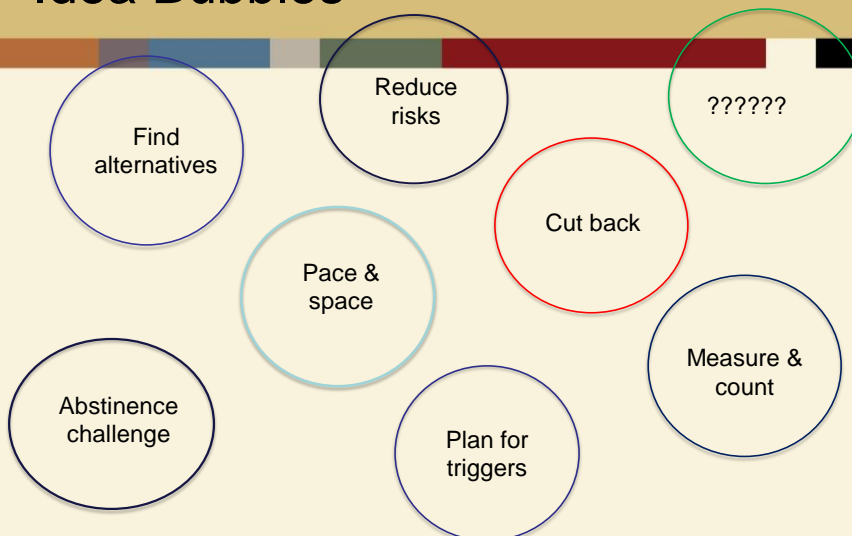 Idea Bubbles
Reduce
risks
??????
Find
alternatives
Cut back
Pace &
space
Measure &
count
Abstinence
challenge
Plan for
triggers